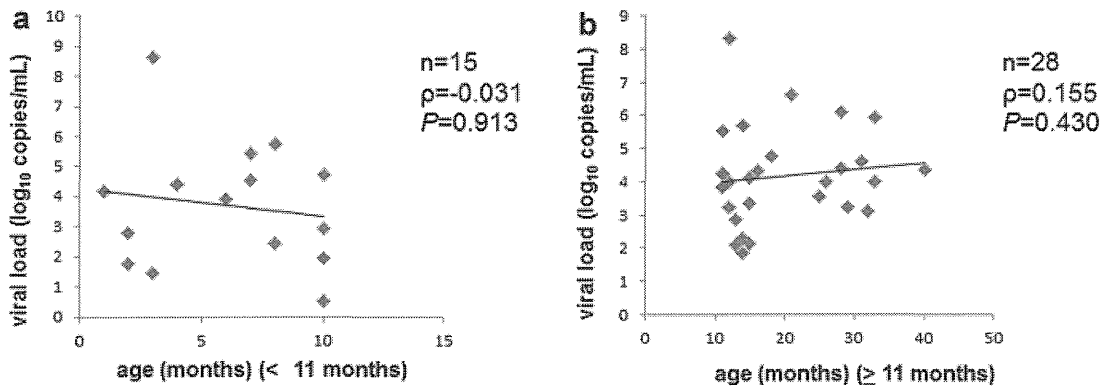 a
10
9
8
7
6
5
4
3
2
1
0
viral load (log10 copies/mL)
n=15
ρ=-0.031
P=0.913
0 5 10 15
age (months) (< 11 months)
b
9
8
7
6
5
4
3
2
1
0
viral load (log10 copies/mL)
n=28
ρ=0.155
P=0.430
0 10 20 30 40 50
age (months) (≥ 11 months)